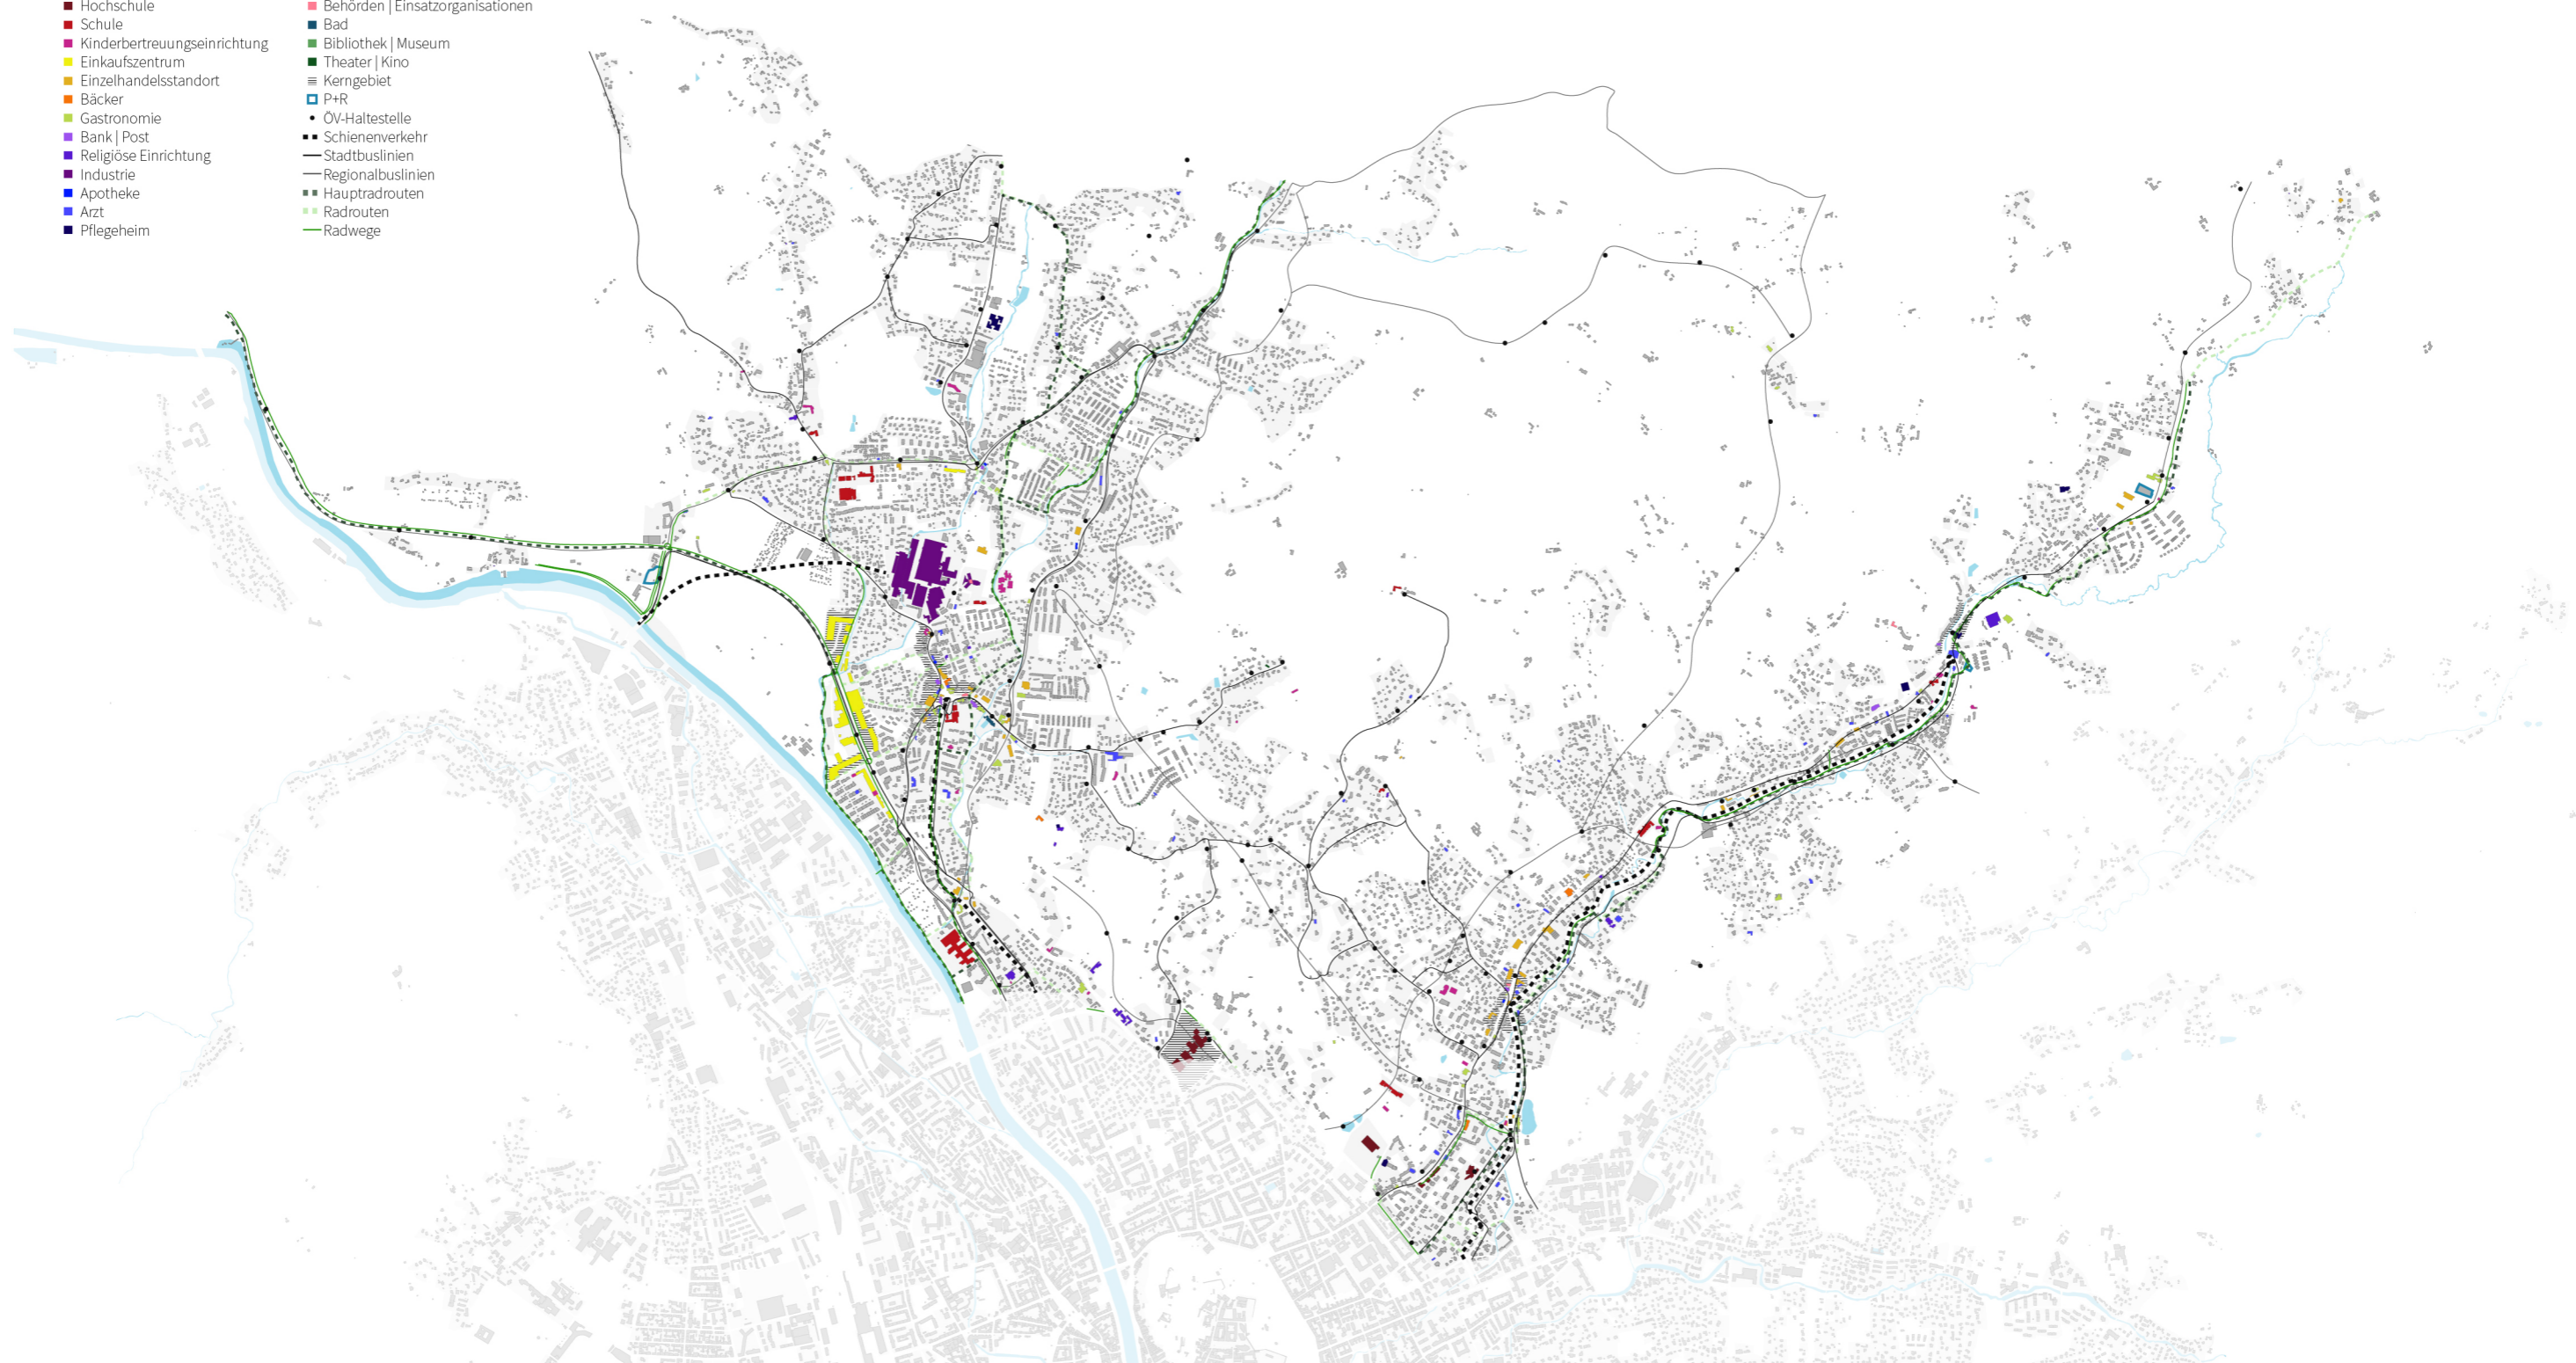 Hochschule
Schule
Kinderbertreuungseinrichtung
Einkaufszentrum
Einzelhandelsstandort
Bäcker
Gastronomie
Bank | Post
Religiöse Einrichtung
Industrie
Apotheke
Arzt
Pflegeheim
Behörden | Einsatzorganisationen
Bad
Bibliothek | Museum
Theater | Kino
Kerngebiet
P+R
ÖV-Haltestelle
Schienenverkehr
Stadtbuslinien
Regionalbuslinien
Hauptradrouten
Radrouten
Radwege